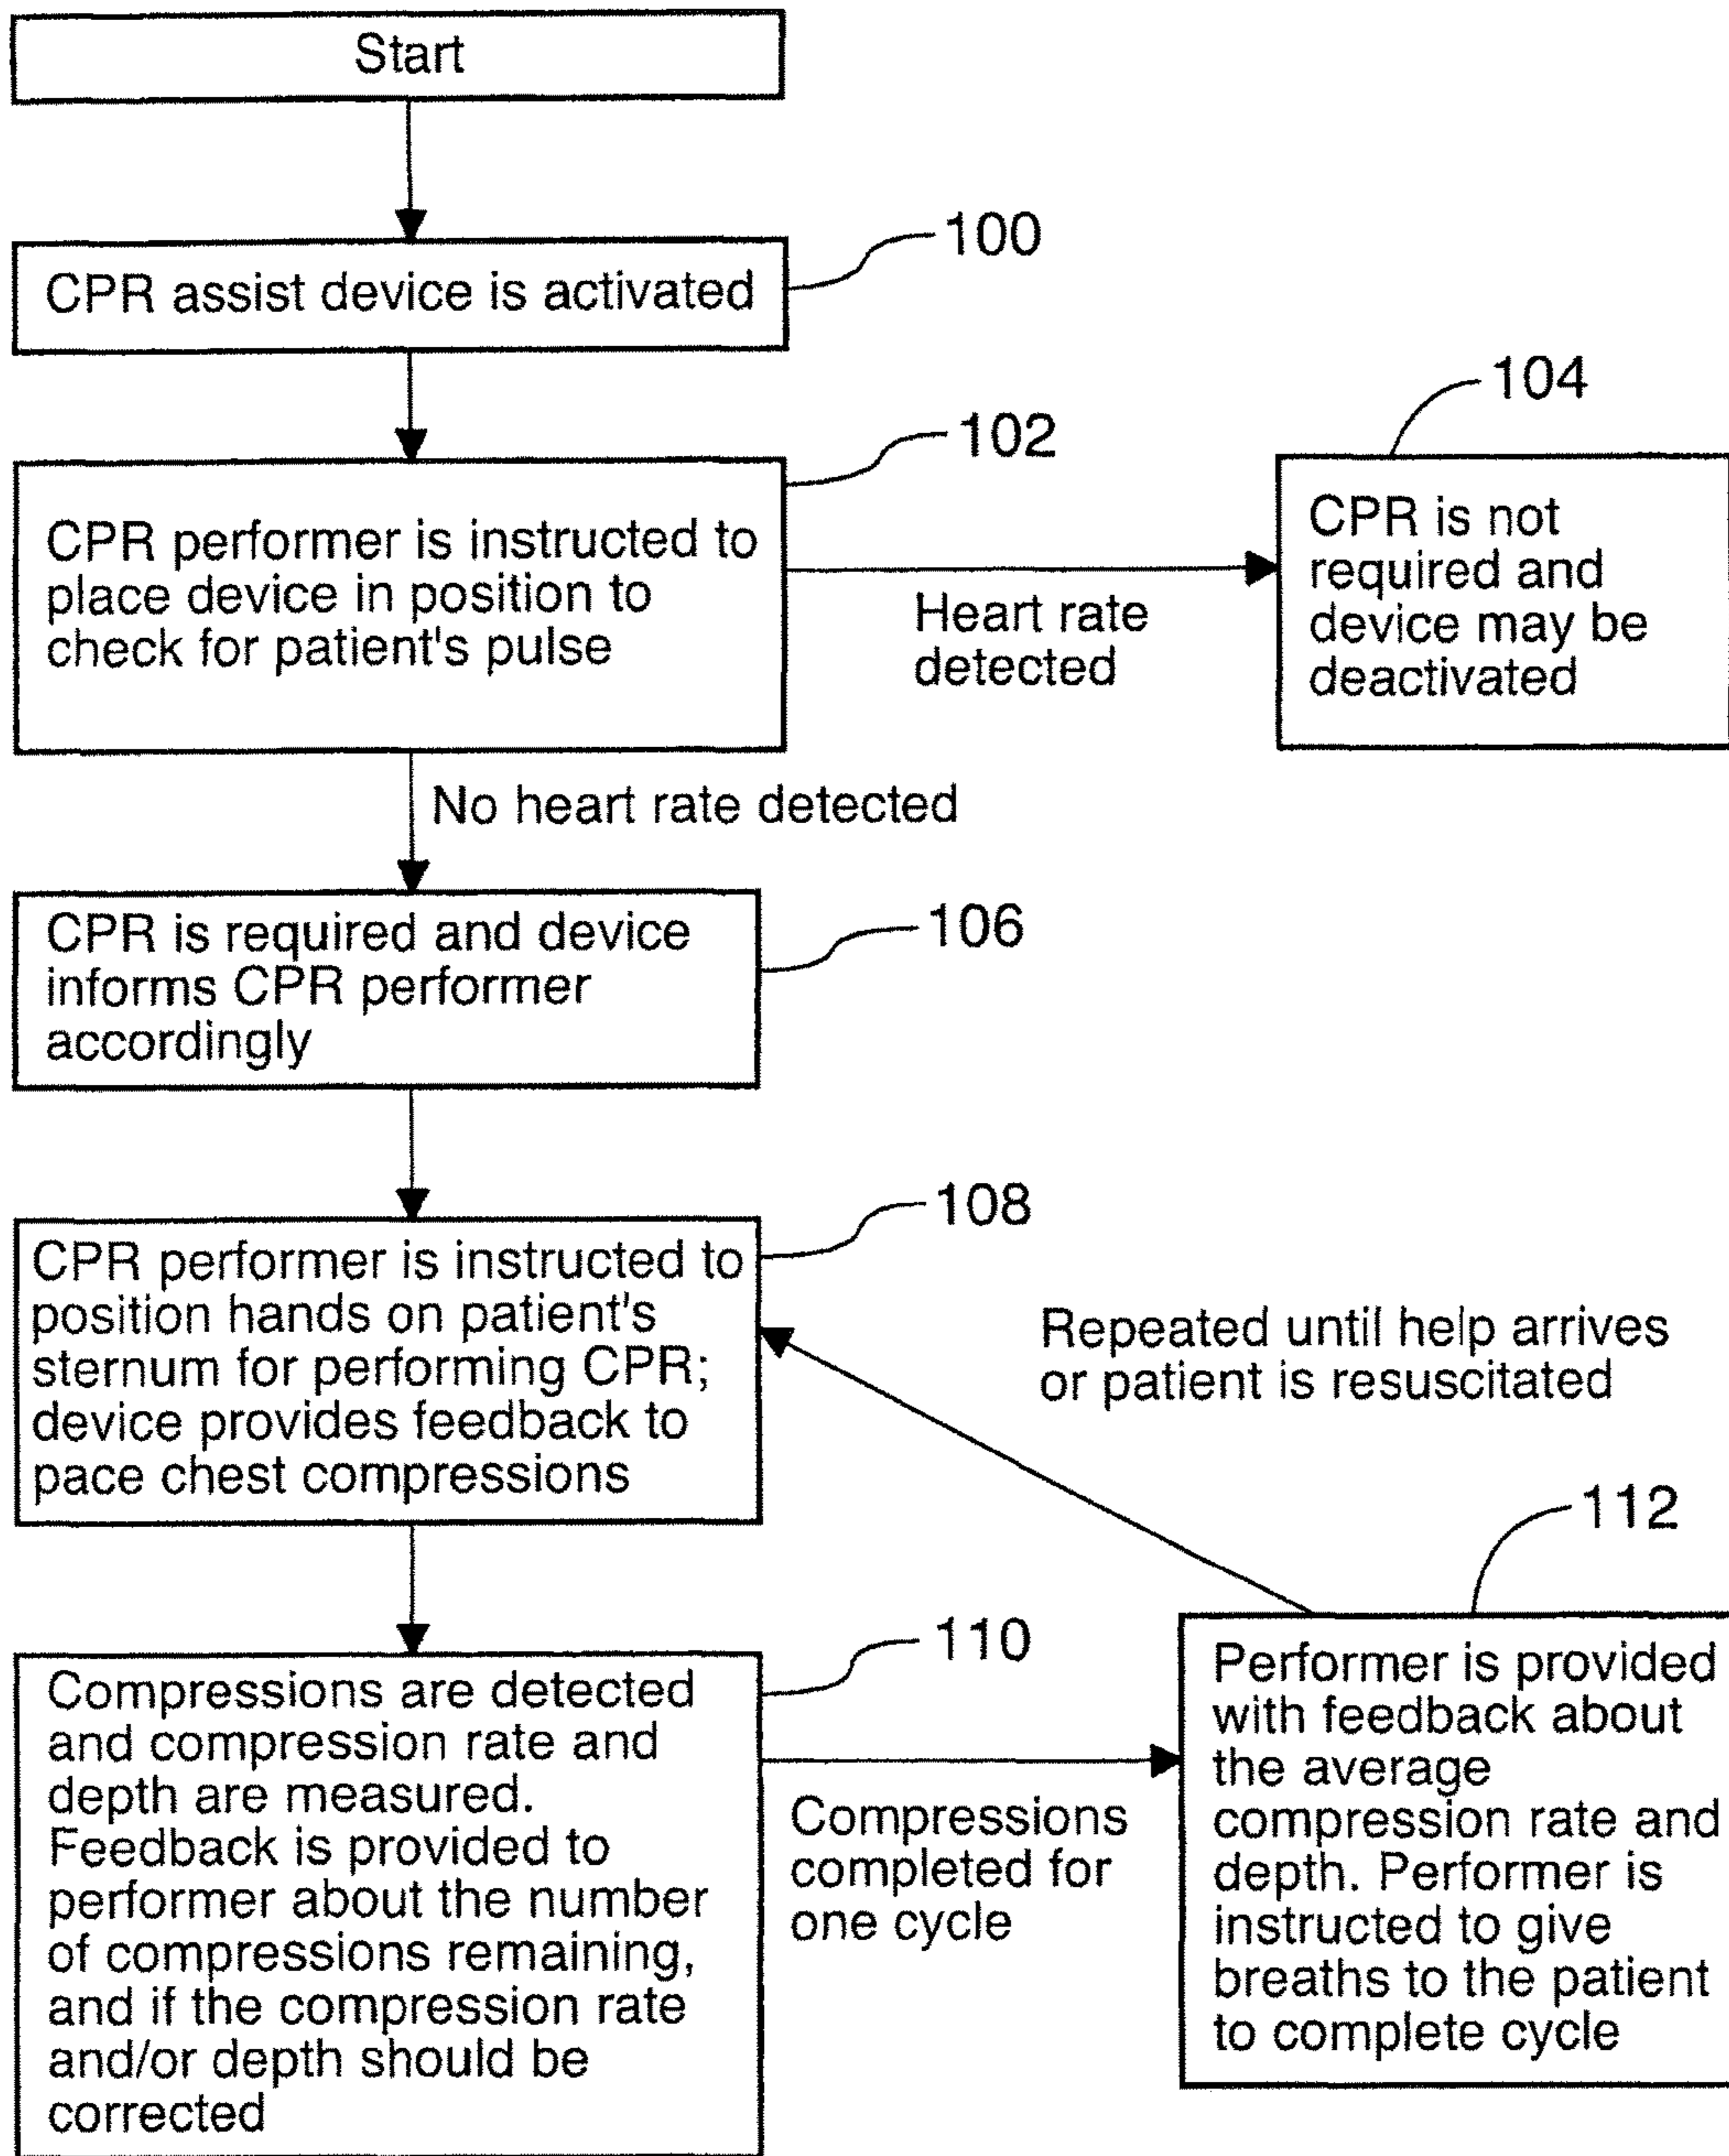 Start
100
CPR assist device is activated
102
CPR performer is instructed to
place device in position to
check for patient's pulse
Heart rate
detected
104
CPR is not
required and
device may be
deactivated
No heart rate detected
106
CPR is required and device
informs CPR performer
accordingly
108
CPR performer is instructed to
position hands on patient's
sternum for performing CPR;
device provides feedback to
pace chest compressions
Repeated until help arrives
or patient is resuscitated
110
Compressions are detected
and compression rate and
depth are measured.
Feedback is provided to
performer about the number
of compressions remaining,
and if the compression rate
and/or depth should be
corrected
Compressions
completed for
one cycle
112
Performer is provided
with feedback about
the average
compression rate and
depth. Performer is
instructed to give
breaths to the patient
to complete cycle